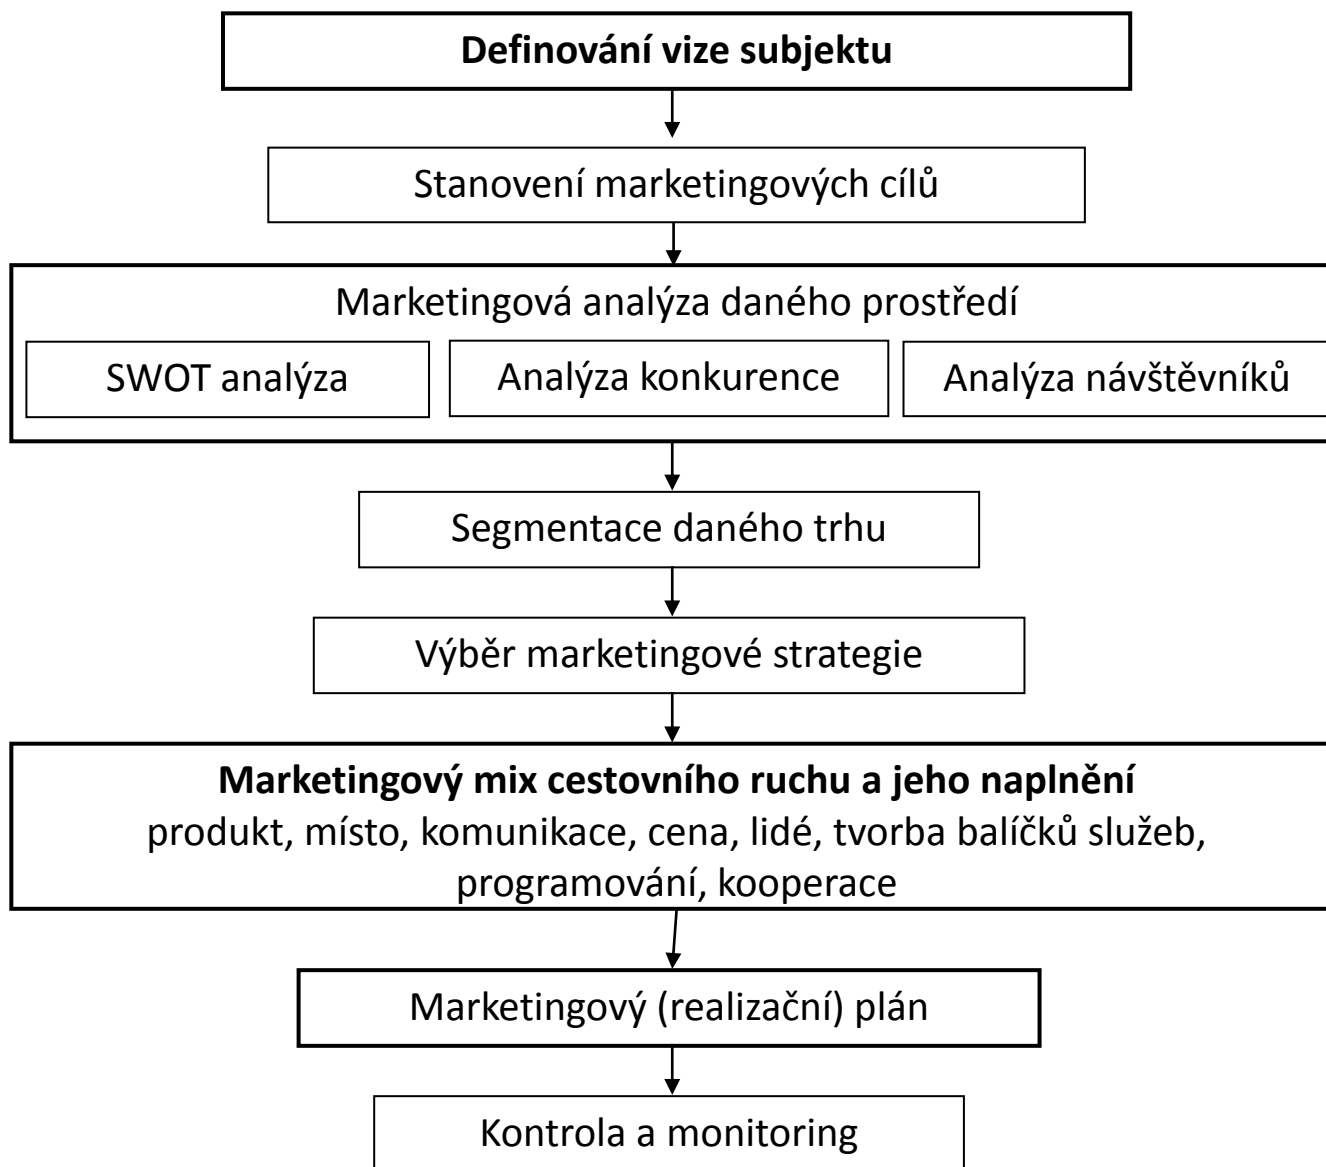 Definování vize subjektu
Stanovení marketingových cílů
Marketingová analýza daného prostředí
SWOT analýza
Analýza konkurence
Analýza návštěvníků
Segmentace daného trhu
Výběr marketingové strategie
Marketingový mix cestovního ruchu a jeho naplnění
produkt, místo, komunikace, cena, lidé, tvorba balíčků služeb,
programování, kooperace
Marketingový (realizační) plán
Kontrola a monitoring